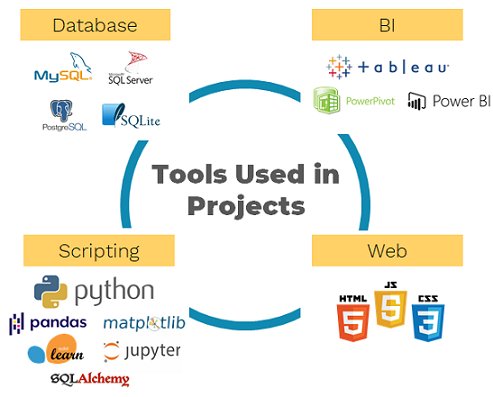 Database
BI
MySQL
Microsoft
SQL Server
PostgreSQL
SQLite
+ a b l e a u
PowerPivot
Power BI
Tools Used in
Projects
Scripting
Web
python
pandas
matplotlib
learn
jupyter
SQLAlchemy
HTML
5
JS
5
CSS
3